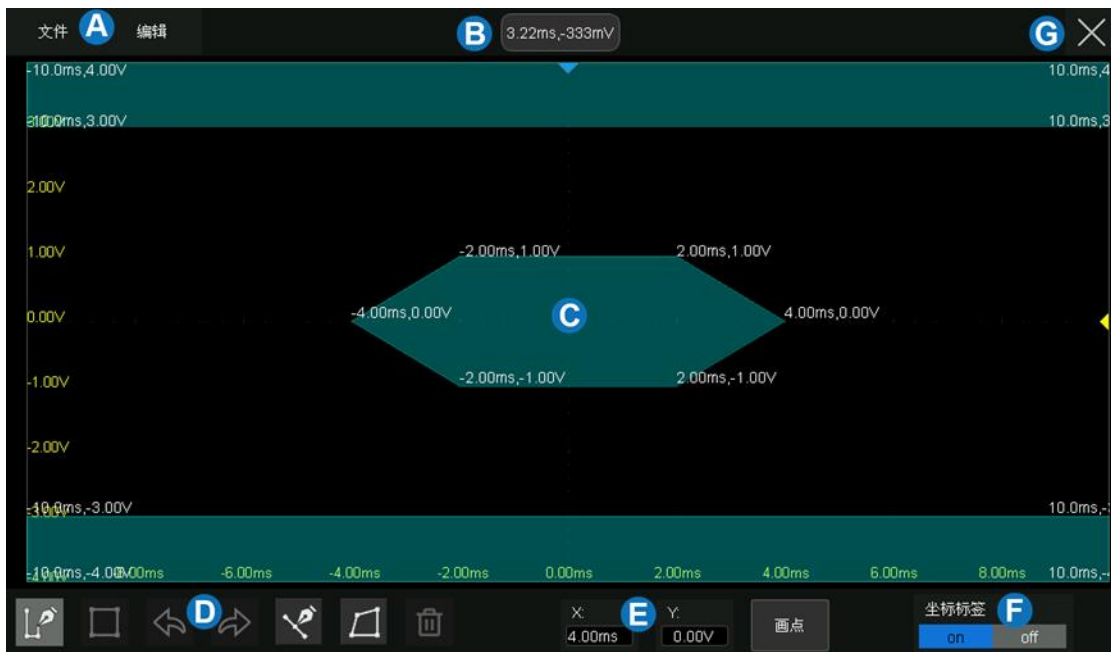 文件 A 编辑 B 3.22ms,-333mV G
-10.0ms,4.00V 10.0ms,4
-10.0ms,3.00V 10.0ms,3
2.00V
1.00V -2.00ms,1.00V 2.00ms,1.00V
0.00V -4.00ms,0.00V C 4.00ms,0.00V
-1.00V -2.00ms,-1.00V 2.00ms,-1.00V
-2.00V
-10.0ms,-3.00V 10.0ms,-
-10.0ms,-4.00V -6.00ms -4.00ms -2.00ms 0.00ms 2.00ms 4.00ms 6.00ms 8.00ms 10.0ms,-
D X: E Y: 画点 坐标标签 F
4.00ms 0.00V on off